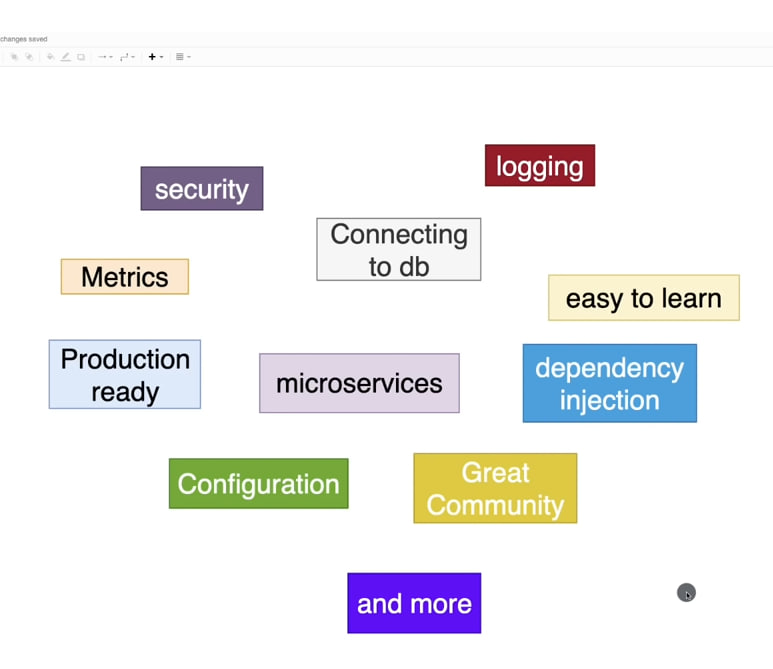 changes saved
logging
security
Connecting
to db
Metrics
easy to learn
Production
ready
microservices
dependency
injection
Configuration
Great
Community
and more